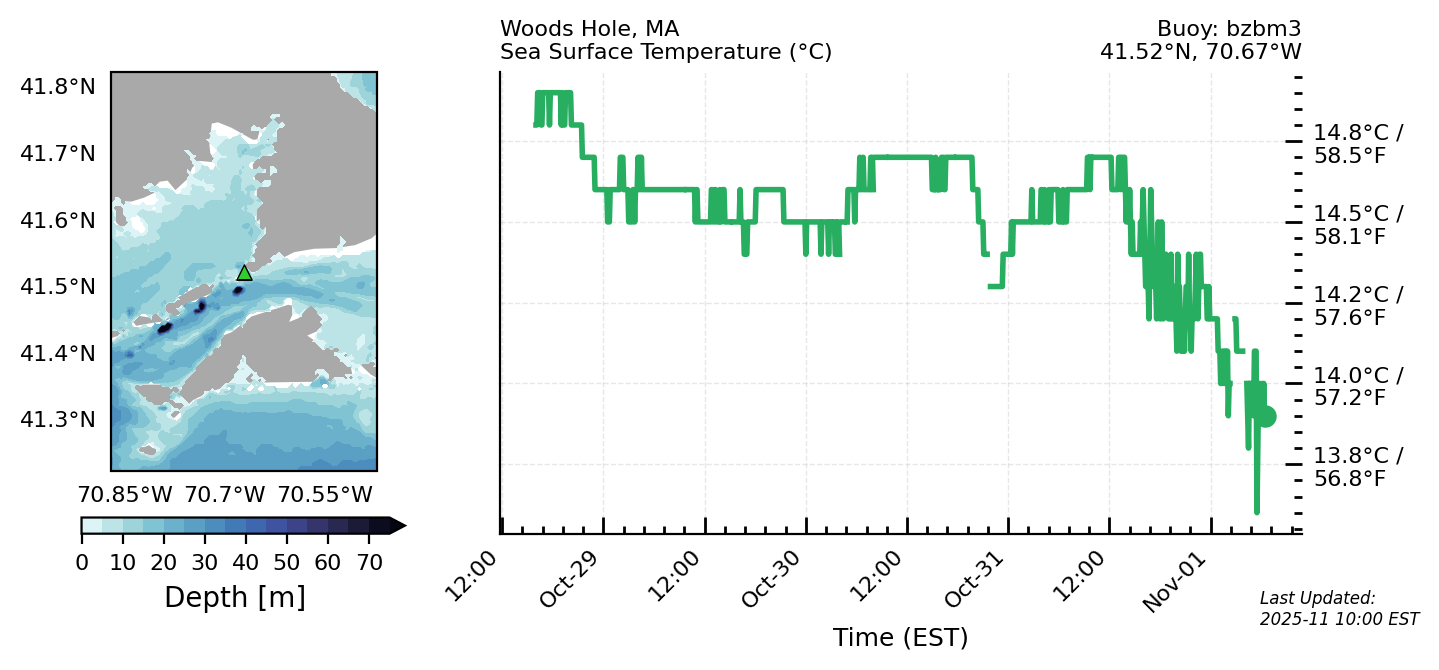 Woods Hole, MA
Sea Surface Temperature (°C)
Buoy: bzbm3
41.52°N, 70.67°W
41.8°N
41.7°N
41.6°N
41.5°N
41.4°N
41.3°N
70.85°W 70.7°W 70.55°W
0 10 20 30 40 50 60 70
Depth [m]
14.8°C /
58.5°F
14.5°C /
58.1°F
14.2°C /
57.6°F
14.0°C /
57.2°F
13.8°C /
56.8°F
12:00
Oct-29
12:00
Oct-30
12:00
Oct-31
12:00
Nov-01
Time (EST)
Last Updated:
2025-11 10:00 EST